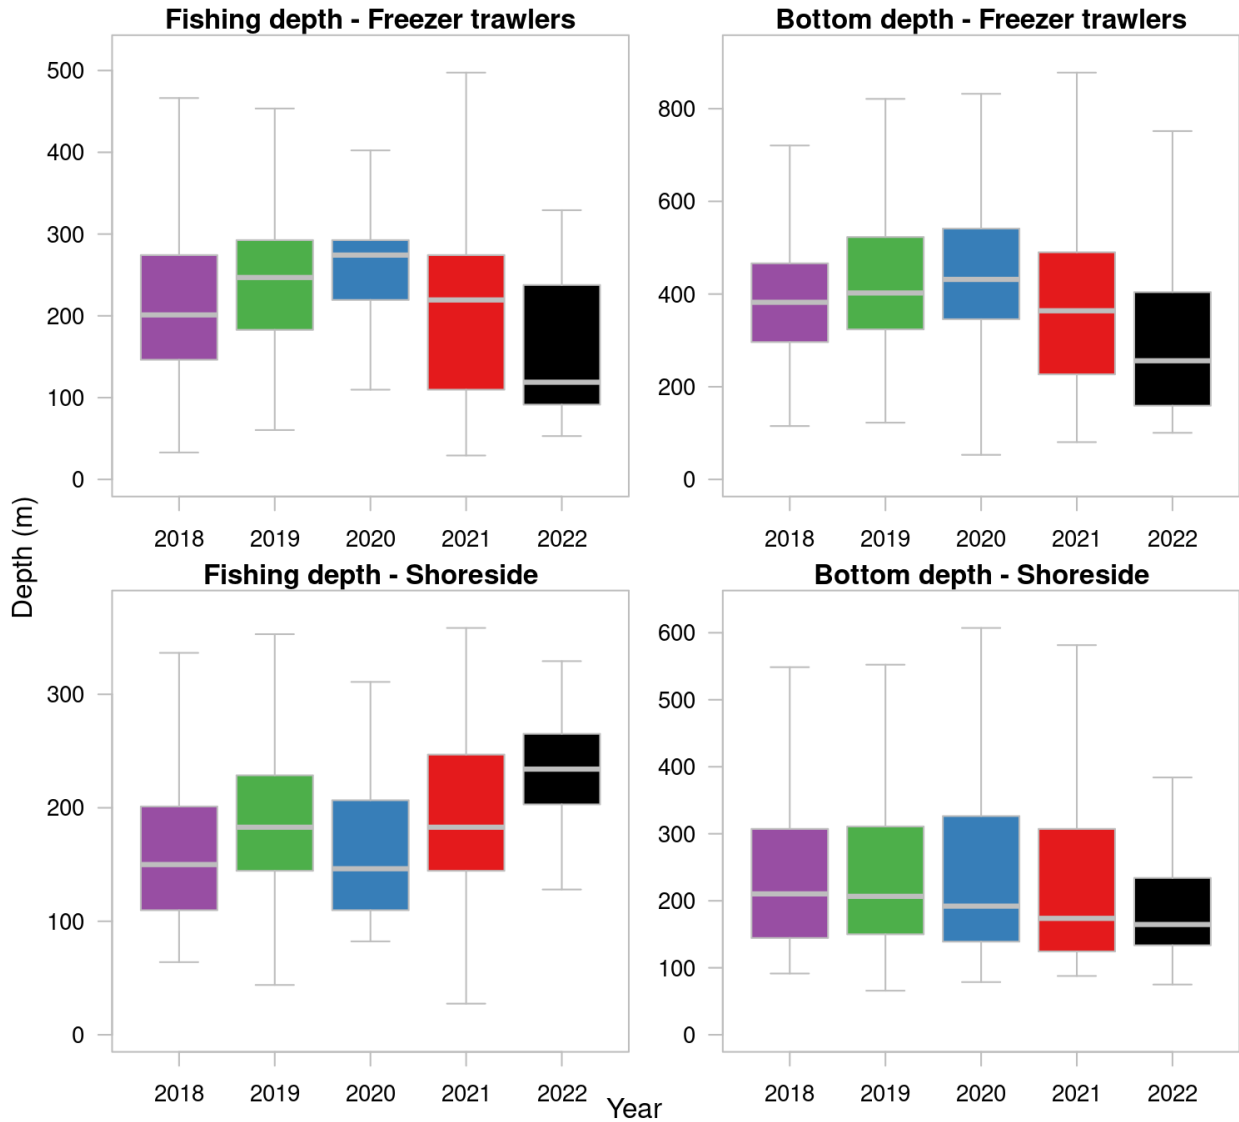 Fishing depth - Freezer trawlers
500
400
300
200
100
0
2018 2019 2020 2021 2022
Bottom depth - Freezer trawlers
800
600
400
200
0
2018 2019 2020 2021 2022
Depth (m)
Fishing depth - Shoreside
300
200
100
0
2018 2019 2020 2021 2022
Bottom depth - Shoreside
600
500
400
300
200
100
0
2018 2019 2020 2021 2022
Year